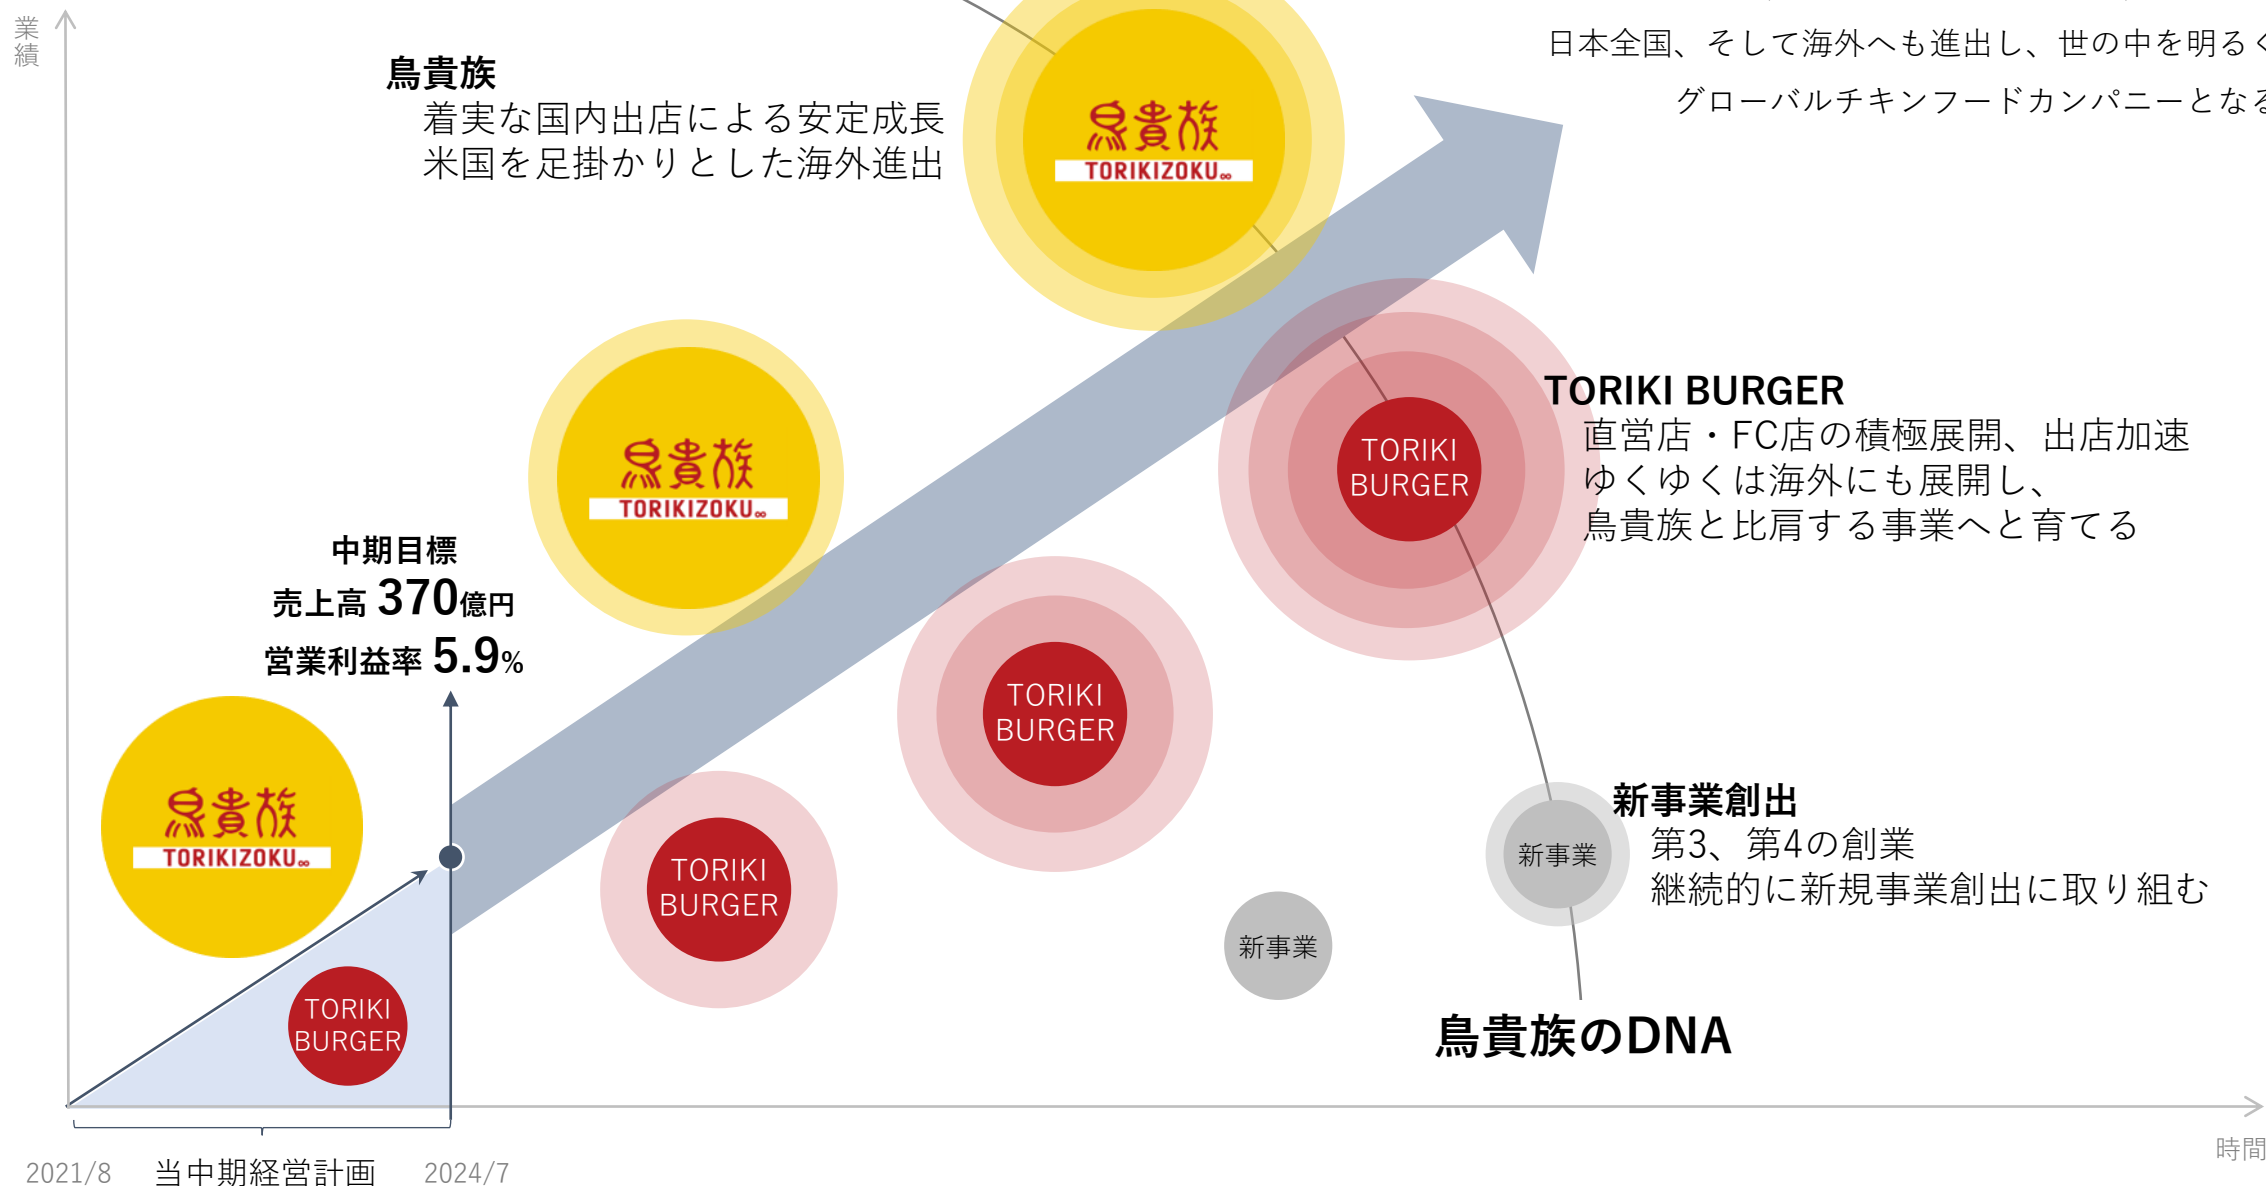 業績
日本全国、そして海外へも進出し、世の中を明るく
グローバルチキンフードカンパニーとなる
鳥貴族
着実な国内出店による安定成長
米国を足掛かりとした海外進出
鳥貴族
TORIKIZOKU∞
TORIKI BURGER
直営店・FC店の積極展開、出店加速
ゆくゆくは海外にも展開し、
鳥貴族と比肩する事業へと育てる
TORIKI
BURGER
鳥貴族
TORIKIZOKU∞
中期目標
売上高 370億円
営業利益率 5.9%
TORIKI
BURGER
鳥貴族
TORIKIZOKU∞
TORIKI
BURGER
新事業創出
第3、第4の創業
継続的に新規事業創出に取り組む
新事業
新事業
TORIKI
BURGER
鳥貴族のDNA
時間
2021/8
当中期経営計画
2024/7